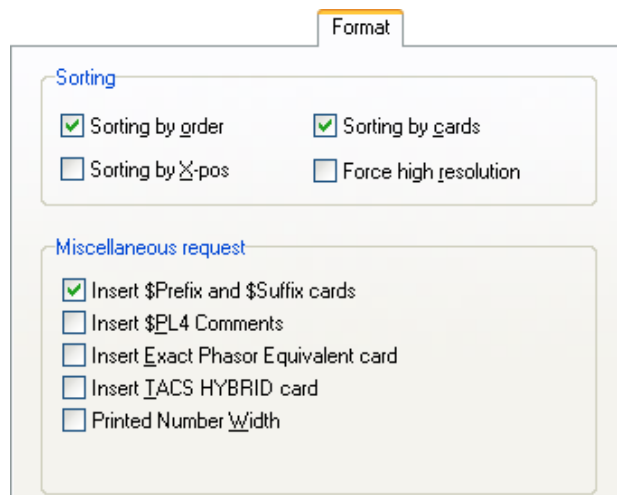 Format
Sorting
Sorting by order
Sorting by cards
Sorting by X-pos
Force high resolution
Miscellaneous request
Insert $Prefix and $Suffix cards
Insert $PL4 Comments
Insert Exact Phasor Equivalent card
Insert TACS HYBRID card
Printed Number Width